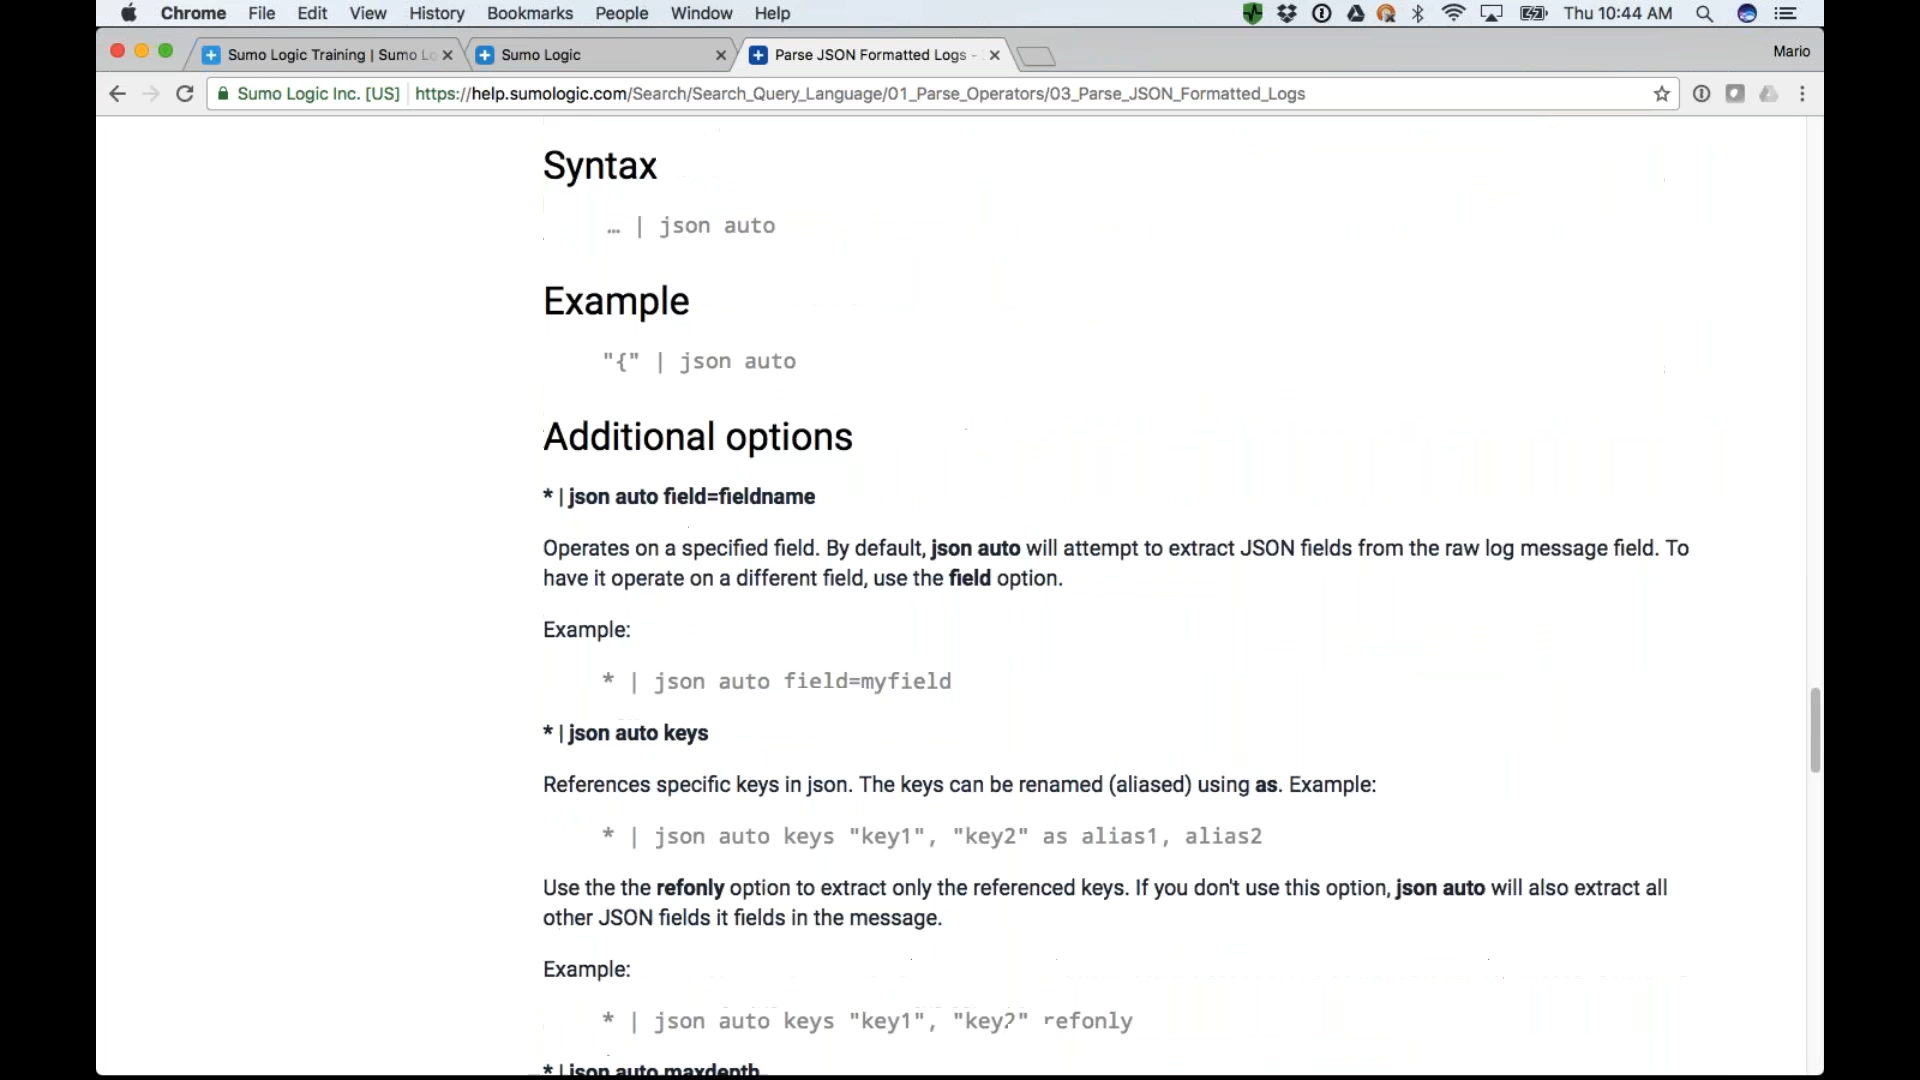 Chrome File Edit View History Bookmarks People Window Help Thu 10:44 AM
Sumo Logic Training | Sumo Lo
Sumo Logic
Parse JSON Formatted Logs -
Mario
Sumo Logic Inc. [US] https://help.sumologic.com/Search/Search_Query_Language/01_Parse_Operators/03_Parse_JSON_Formatted_Logs
Syntax
… | json auto
Example
"{" | json auto
Additional options
* | json auto field=fieldname
Operates on a specified field. By default, json auto will attempt to extract JSON fields from the raw log message field. To
have it operate on a different field, use the field option.
Example:
* | json auto field=myfield
* | json auto keys
References specific keys in json. The keys can be renamed (aliased) using as. Example:
* | json auto keys "key1", "key2" as alias1, alias2
Use the the refonly option to extract only the referenced keys. If you don't use this option, json auto will also extract all
other JSON fields it fields in the message.
Example:
* | json auto keys "key1", "key2" refonly
* | json auto maxdepth